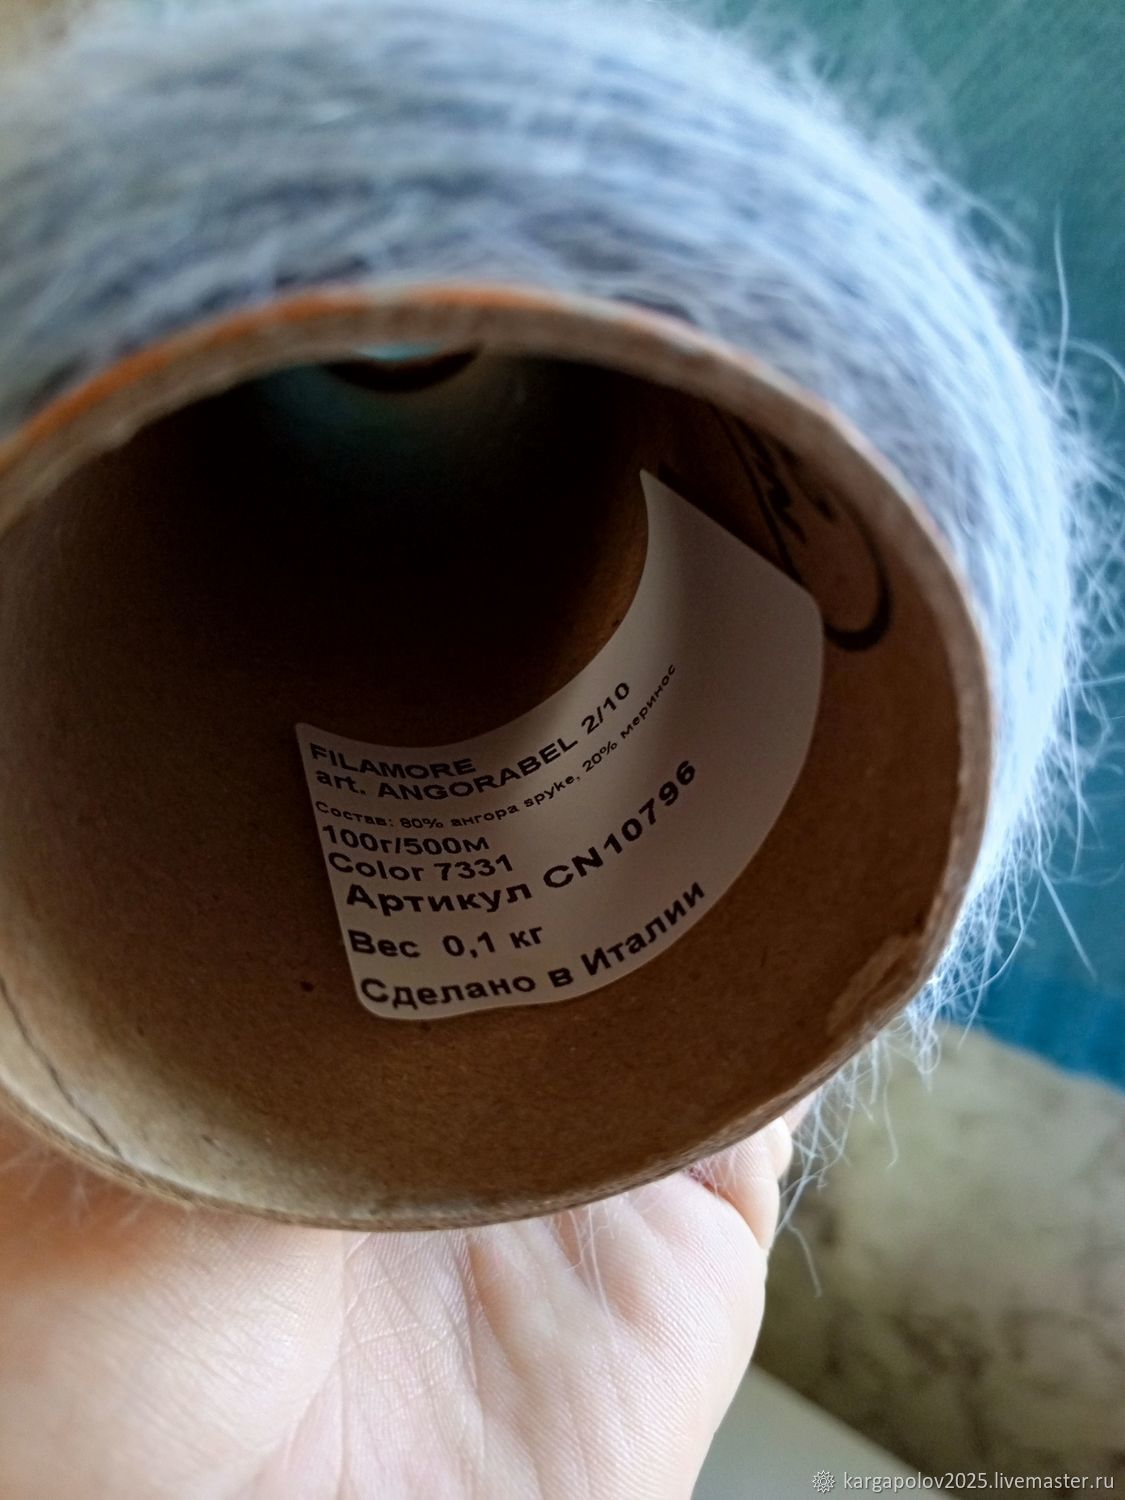 FILAMORE
art. ANGORABEL 2/10
Состав: 80% ангора spyke, 20% меринос
100г/500м
Color 7331
Артикул CN10796
Вес 0,1 кг
Сделано в Италии
kargapolov2025.livemaster.ru